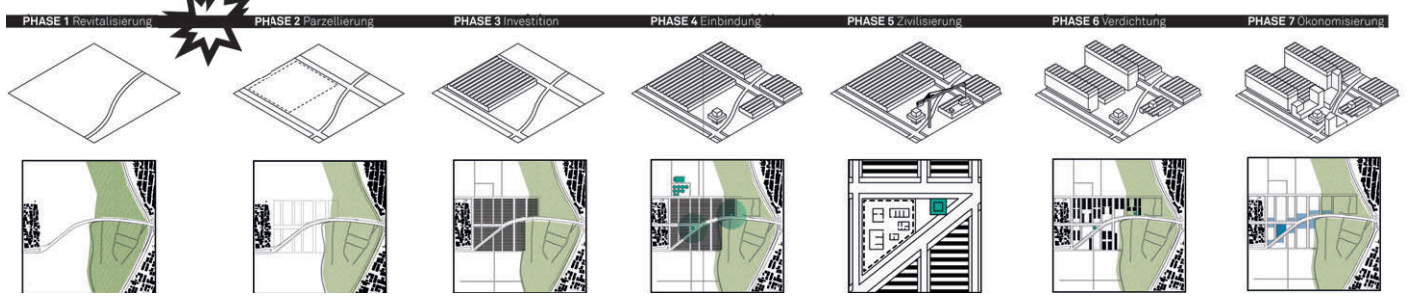 PHASE 1 Revitalisierung
PHASE 2 Parzellierung
PHASE 3 Investition
PHASE 4 Einbindung
PHASE 5 Zivilisierung
PHASE 6 Verdichtung
PHASE 7 Ökonomisierung